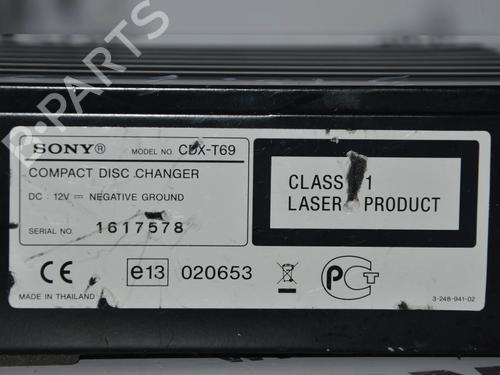 B-PARTS
SONY® MODEL NO. CDX-T69
COMPACT DISC CHANGER
DC : 12V ⎓ NEGATIVE GROUND
SERIAL NO. 1617578
CE
e13 020653
MADE IN THAILAND
CLASS 1
LASER PRODUCT
PCT
3-248-941-02